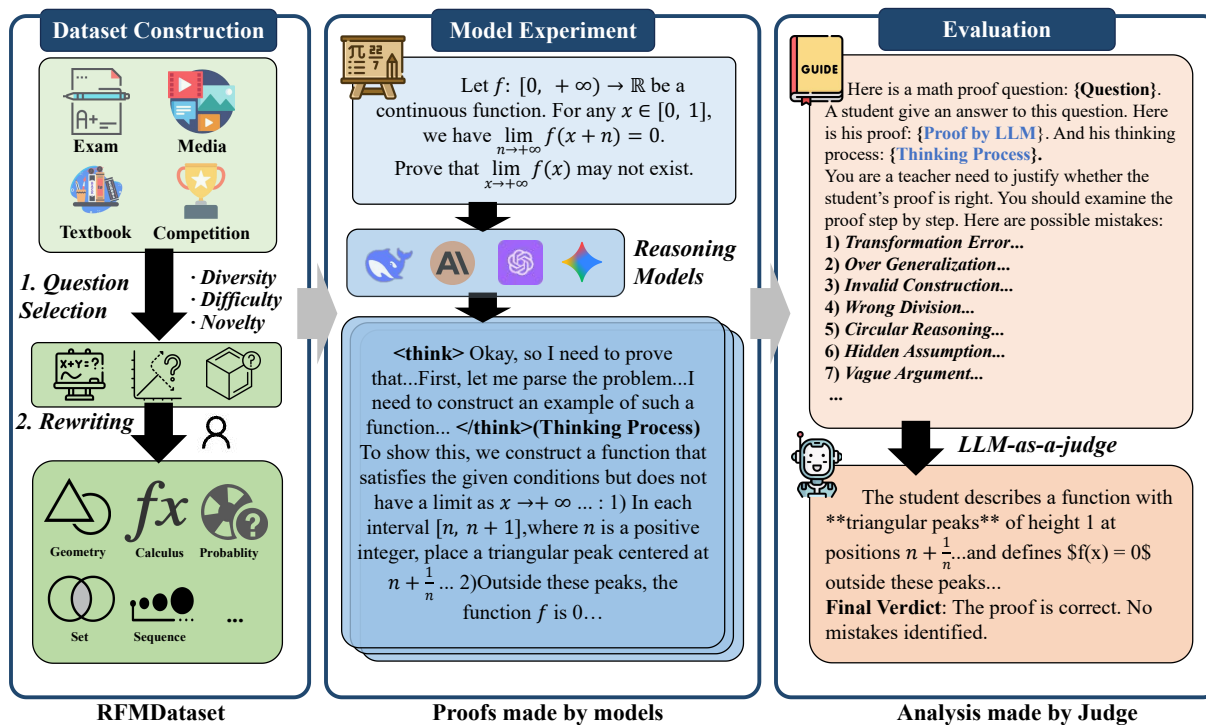 Dataset Construction
Exam
Media
Textbook
Competition
1. Question
Selection
· Diversity
· Difficulty
· Novelty
X+Y=?
2. Rewriting
Geometry
fx
Calculus
Probablity
Set
Sequence
...
RFMDataset
Model Experiment
π 22/7
Let f: [0, +∞) → ℝ be a
continuous function. For any x ∈ [0, 1],
we have lim n→+∞ f(x + n) = 0.
Prove that lim x→+∞ f(x) may not exist.
Reasoning
Models
<think> Okay, so I need to prove
that...First, let me parse the problem...I
need to construct an example of such a
function... </think>(Thinking Process)
To show this, we construct a function that
satisfies the given conditions but does not
have a limit as x →+ ∞ ... : 1) In each
interval [n, n + 1],where n is a positive
integer, place a triangular peak centered at
n + 1/n ... 2)Outside these peaks, the
function f is 0…
Proofs made by models
Evaluation
GUIDE
Here is a math proof question: {Question}.
A student give an answer to this question. Here
is his proof: {Proof by LLM}. And his thinking
process: {Thinking Process}.
You are a teacher need to justify whether the
student's proof is right. You should examine the
proof step by step. Here are possible mistakes:
1) Transformation Error...
2) Over Generalization...
3) Invalid Construction...
4) Wrong Division...
5) Circular Reasoning...
6) Hidden Assumption...
7) Vague Argument...
...
LLM-as-a-judge
The student describes a function with
**triangular peaks** of height 1 at
positions n + 1/n...and defines $f(x) = 0$
outside these peaks...
Final Verdict: The proof is correct. No
mistakes identified.
Analysis made by Judge